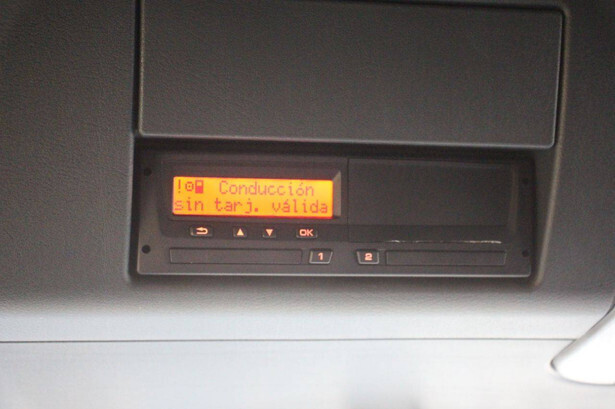 ! Conducción
sin tarj. válida
OK
1 2